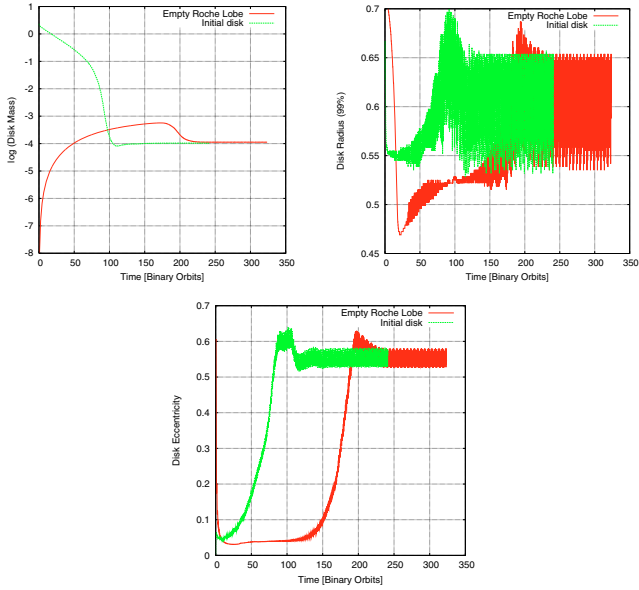 Empty Roche Lobe
Initial disk
log (Disk Mass)
1
0
-1
-2
-3
-4
-5
-6
-7
-8
0 50 100 150 200 250 300 350
Time [Binary Orbits]
Empty Roche Lobe
Initial disk
Disk Radius (99%)
0.7
0.65
0.6
0.55
0.5
0.45
0 50 100 150 200 250 300 350
Time [Binary Orbits]
Empty Roche Lobe
Initial disk
Disk Eccentricity
0.7
0.6
0.5
0.4
0.3
0.2
0.1
0
0 50 100 150 200 250 300 350
Time [Binary Orbits]